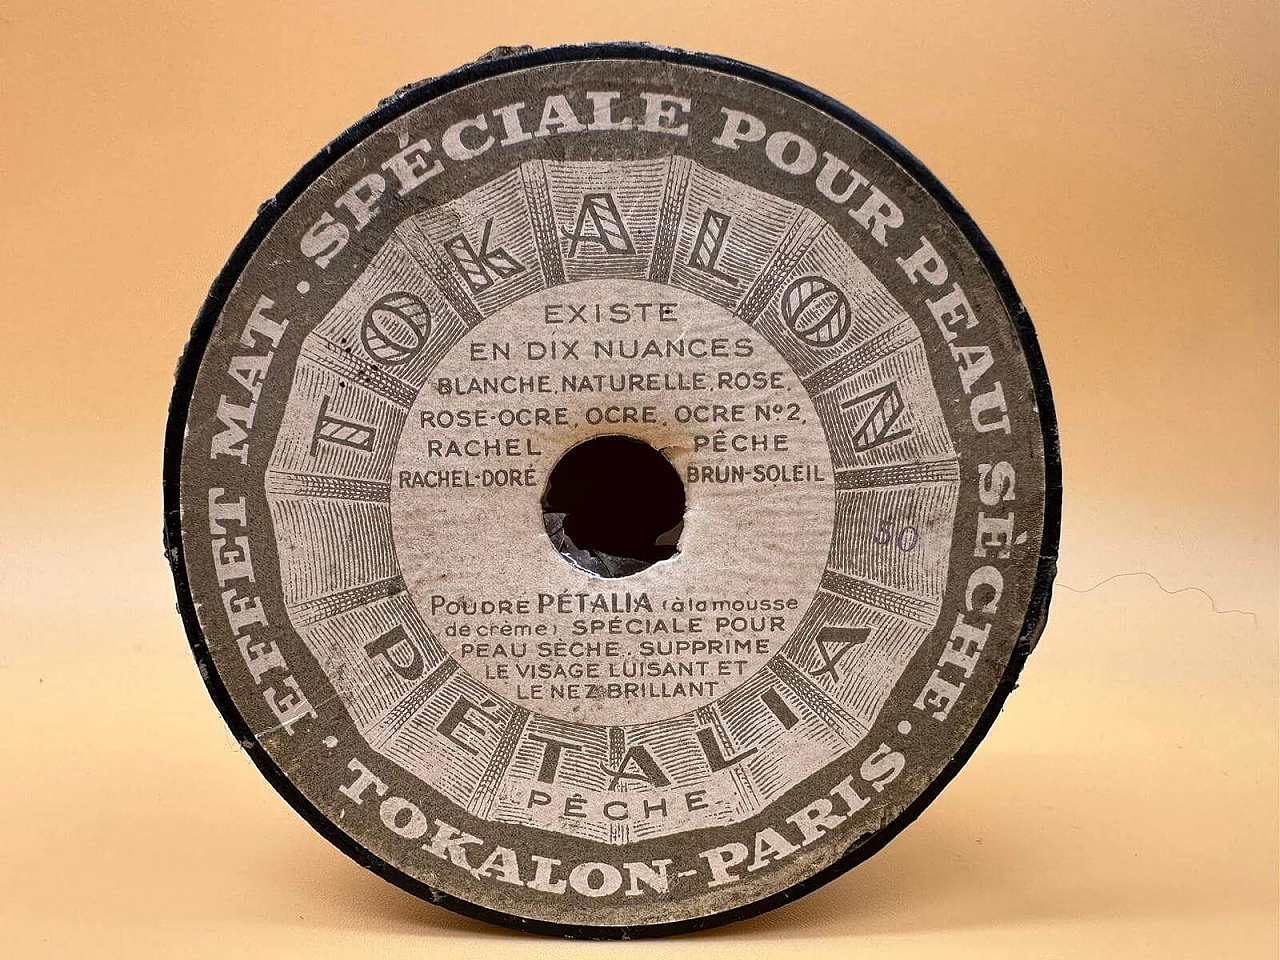 EFFET MAT · SPÉCIALE POUR PEAU SÈCHE ·
TOKALON-PARIS ·
TOKALON
EXISTE
EN DIX NUANCES
BLANCHE, NATURELLE, ROSE,
ROSE-OCRE, OCRE, OCRE Nº2,
RACHEL PÊCHE
RACHEL-DORÉ BRUN-SOLEIL
50
POUDRE PÉTALIA (à la mousse
de crème) SPÉCIALE POUR
PEAU SÈCHE. SUPPRIME
LE VISAGE LUISANT ET
LE NEZ BRILLANT
PÉTALIA
PÊCHE